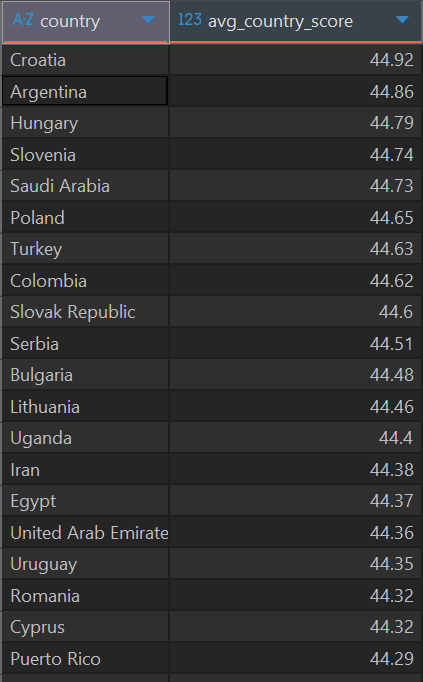 A-Z country 123 avg_country_score
Croatia 44.92
Argentina 44.86
Hungary 44.79
Slovenia 44.74
Saudi Arabia 44.73
Poland 44.65
Turkey 44.63
Colombia 44.62
Slovak Republic 44.6
Serbia 44.51
Bulgaria 44.48
Lithuania 44.46
Uganda 44.4
Iran 44.38
Egypt 44.37
United Arab Emirate 44.36
Uruguay 44.35
Romania 44.32
Cyprus 44.32
Puerto Rico 44.29